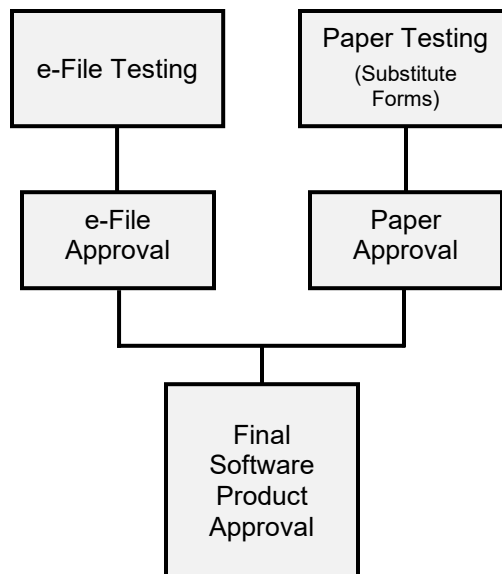 e-File Testing
Paper Testing
(Substitute
Forms)
e-File
Approval
Paper
Approval
Final
Software
Product
Approval